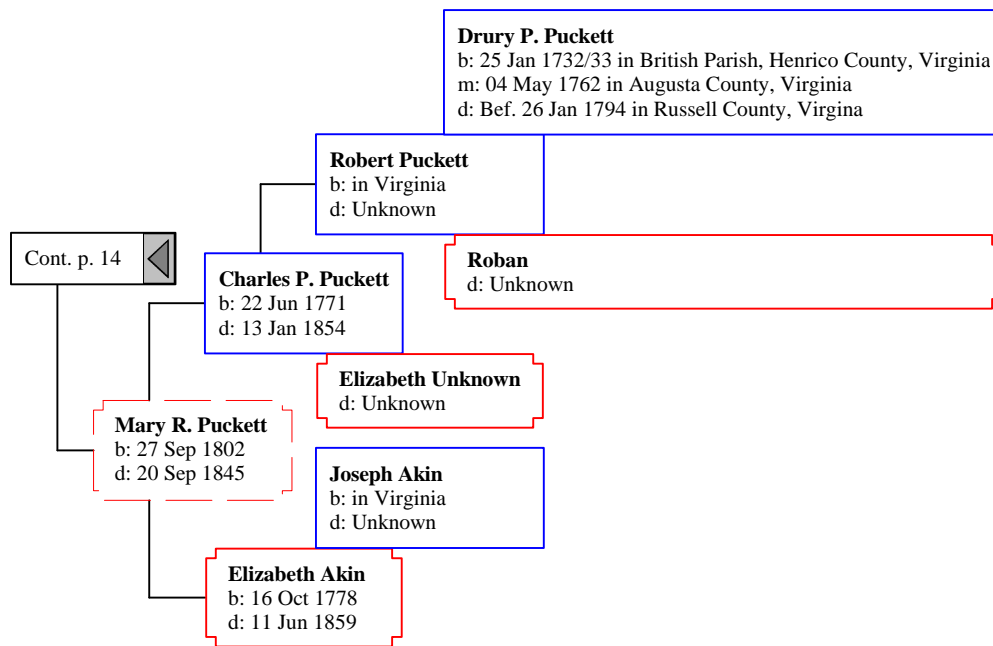 Drury P. Puckett
b: 25 Jan 1732/33 in British Parish, Henrico County, Virginia
m: 04 May 1762 in Augusta County, Virginia
d: Bef. 26 Jan 1794 in Russell County, Virgina
Robert Puckett
b: in Virginia
d: Unknown
Roban
d: Unknown
Cont. p. 14
Charles P. Puckett
b: 22 Jun 1771
d: 13 Jan 1854
Elizabeth Unknown
d: Unknown
Mary R. Puckett
b: 27 Sep 1802
d: 20 Sep 1845
Joseph Akin
b: in Virginia
d: Unknown
Elizabeth Akin
b: 16 Oct 1778
d: 11 Jun 1859